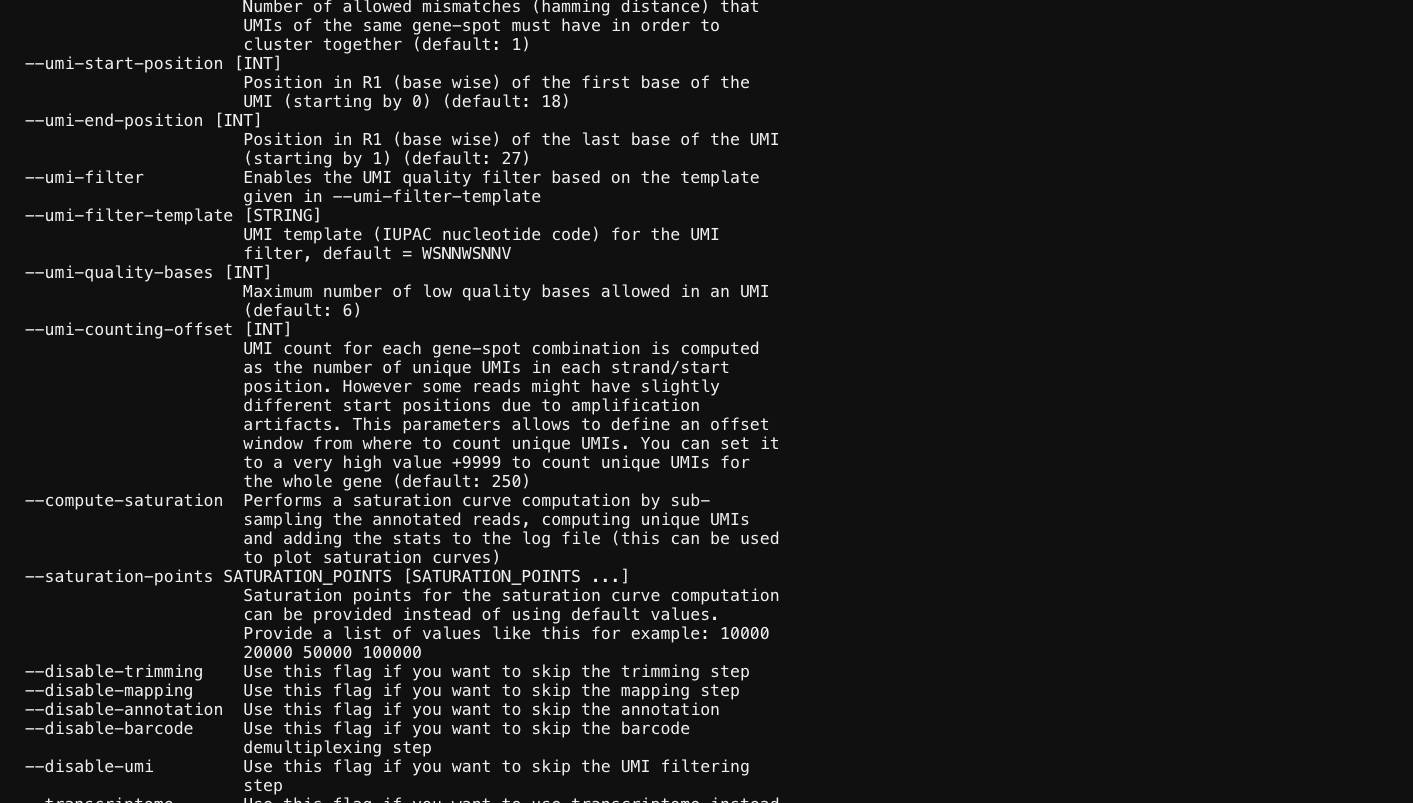 Number of allowed mismatches (hamming distance) that
UMIs of the same gene-spot must have in order to
cluster together (default: 1)
--umi-start-position [INT]
Position in R1 (base wise) of the first base of the
UMI (starting by 0) (default: 18)
--umi-end-position [INT]
Position in R1 (base wise) of the last base of the UMI
(starting by 1) (default: 27)
--umi-filter Enables the UMI quality filter based on the template
given in --umi-filter-template
--umi-filter-template [STRING]
UMI template (IUPAC nucleotide code) for the UMI
filter, default = WSNNWSNNV
--umi-quality-bases [INT]
Maximum number of low quality bases allowed in an UMI
(default: 6)
--umi-counting-offset [INT]
UMI count for each gene-spot combination is computed
as the number of unique UMIs in each strand/start
position. However some reads might have slightly
different start positions due to amplification
artifacts. This parameters allows to define an offset
window from where to count unique UMIs. You can set it
to a very high value +9999 to count unique UMIs for
the whole gene (default: 250)
--compute-saturation Performs a saturation curve computation by sub-
sampling the annotated reads, computing unique UMIs
and adding the stats to the log file (this can be used
to plot saturation curves)
--saturation-points SATURATION_POINTS [SATURATION_POINTS ...]
Saturation points for the saturation curve computation
can be provided instead of using default values.
Provide a list of values like this for example: 10000
20000 50000 100000
--disable-trimming Use this flag if you want to skip the trimming step
--disable-mapping Use this flag if you want to skip the mapping step
--disable-annotation Use this flag if you want to skip the annotation
--disable-barcode Use this flag if you want to skip the barcode
demultiplexing step
--disable-umi Use this flag if you want to skip the UMI filtering
step
--transcriptome Use this flag if you want to use transcriptome instead